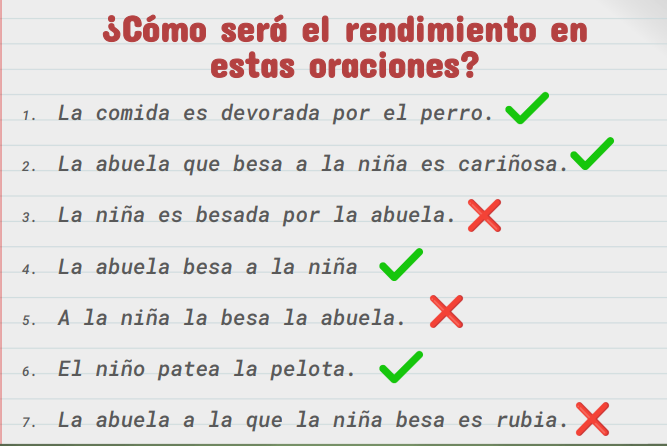 ¿Cómo será el rendimiento en
estas oraciones?
1. La comida es devorada por el perro.
2. La abuela que besa a la niña es cariñosa.
3. La niña es besada por la abuela.
4. La abuela besa a la niña
5. A la niña la besa la abuela.
6. El niño patea la pelota.
7. La abuela a la que la niña besa es rubia.